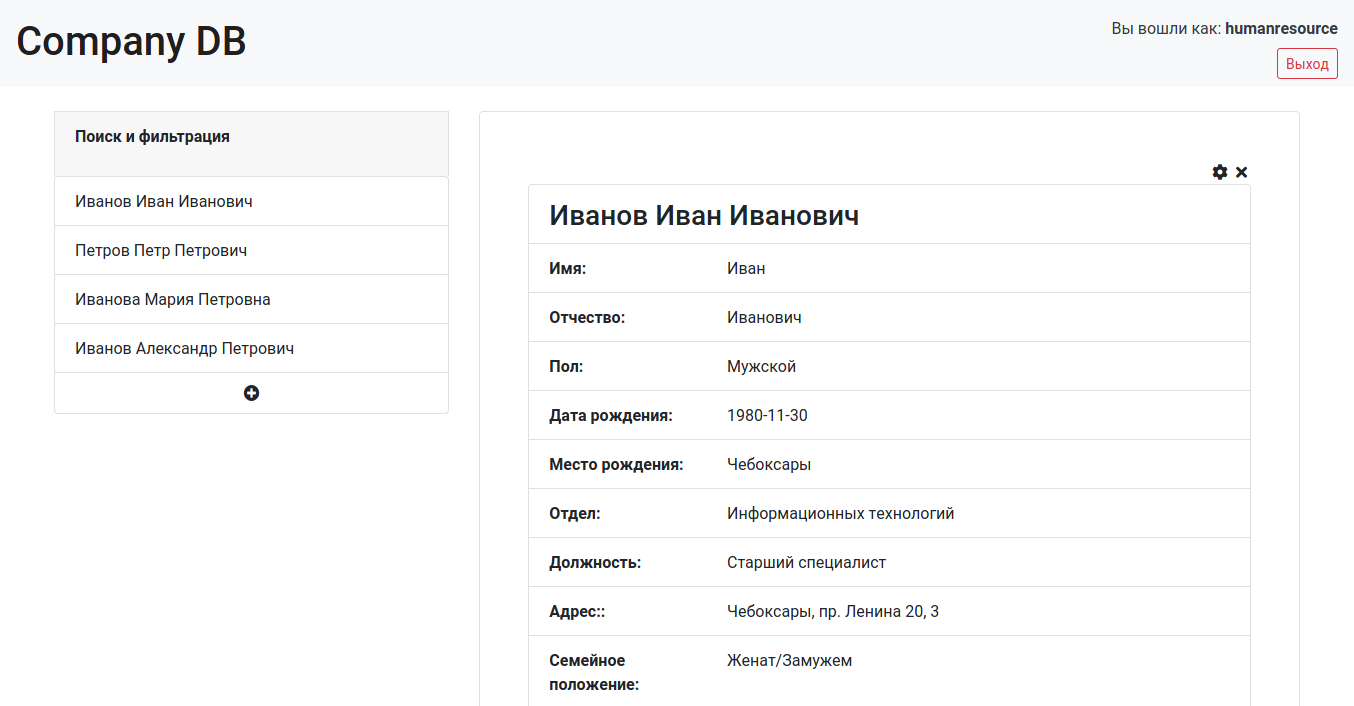 Company DB
Вы вошли как: humanresource
Выход
Поиск и фильтрация
Иванов Иван Иванович
Петров Петр Петрович
Иванова Мария Петровна
Иванов Александр Петрович
Иванов Иван Иванович
Имя: Иван
Отчество: Иванович
Пол: Мужской
Дата рождения: 1980-11-30
Место рождения: Чебоксары
Отдел: Информационных технологий
Должность: Старший специалист
Адрес:: Чебоксары, пр. Ленина 20, 3
Семейное Женат/Замужем
положение: